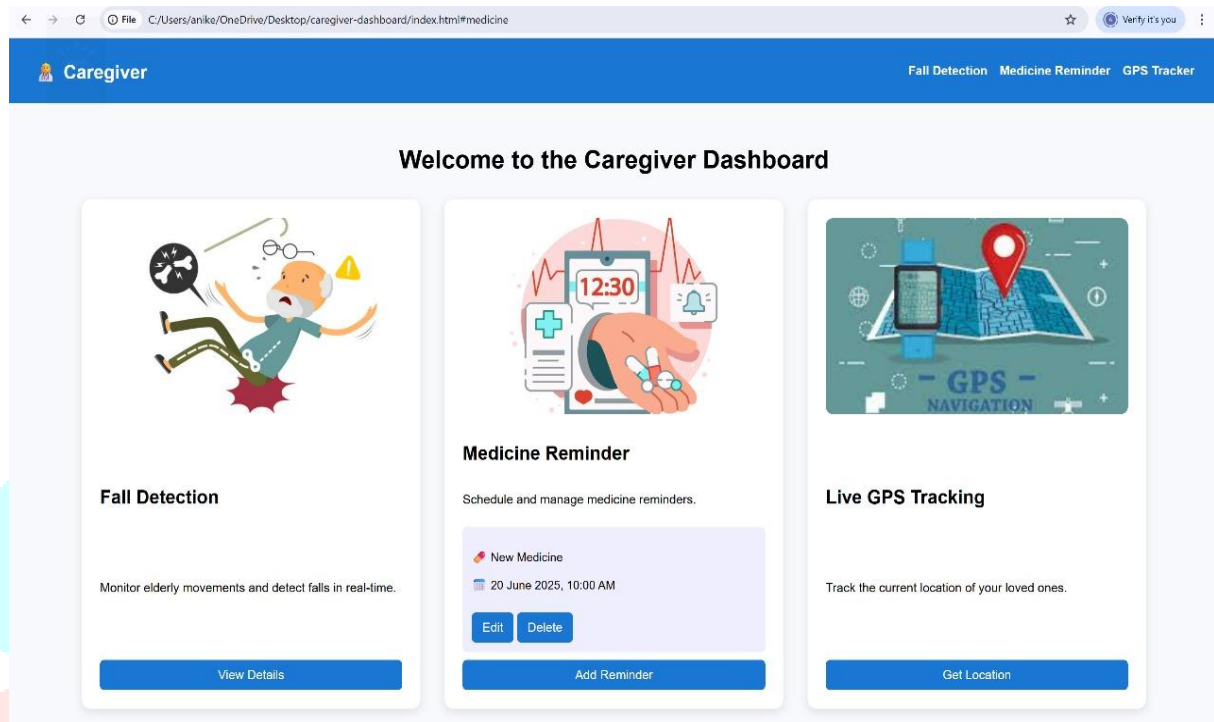 File C:/Users/anike/OneDrive/Desktop/caregiver-dashboard/index.html#medicine
Verify it's you
Caregiver
Fall Detection Medicine Reminder GPS Tracker
Welcome to the Caregiver Dashboard
Fall Detection
Monitor elderly movements and detect falls in real-time.
View Details
12:30
Medicine Reminder
Schedule and manage medicine reminders.
New Medicine
20 June 2025, 10:00 AM
Edit Delete
Add Reminder
- GPS -
NAVIGATION
Live GPS Tracking
Track the current location of your loved ones.
Get Location